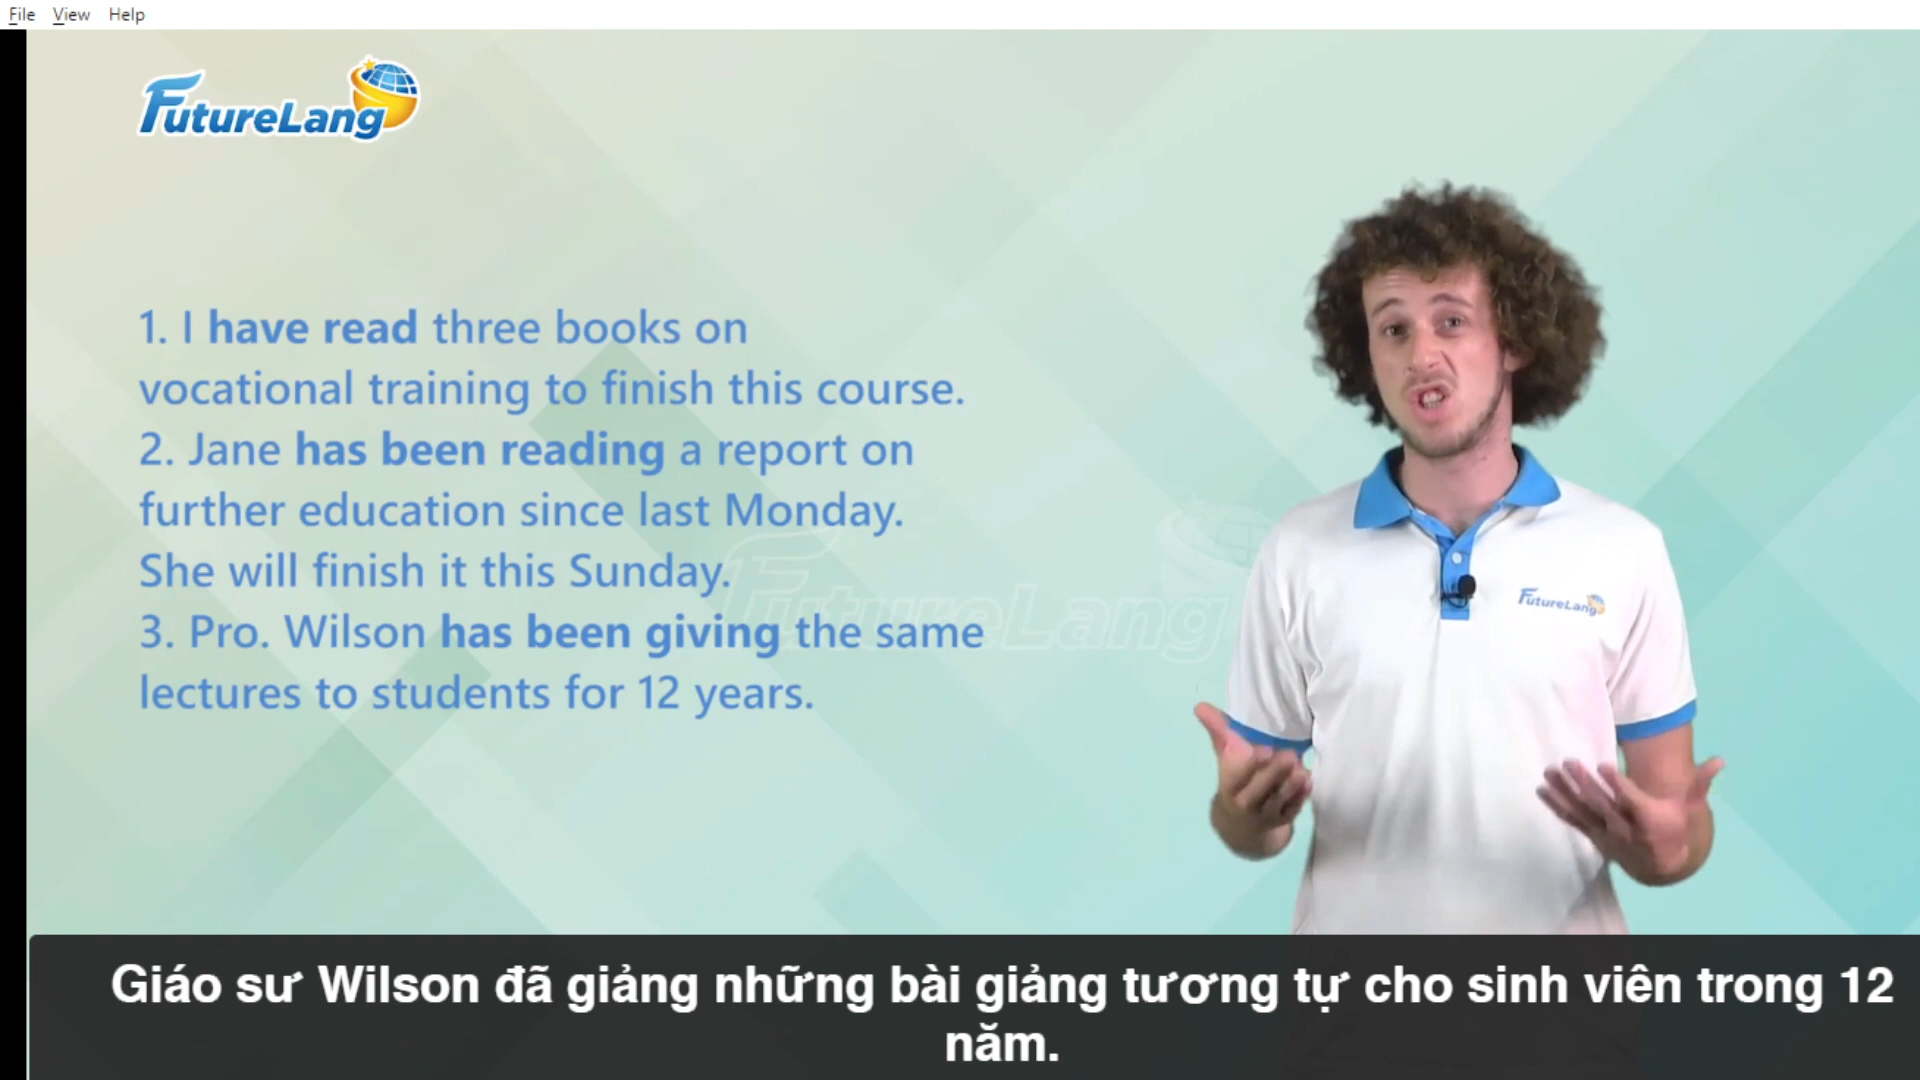 File View Help
FutureLang
1. I have read three books on
vocational training to finish this course.
2. Jane has been reading a report on
further education since last Monday.
She will finish it this Sunday.
3. Pro. Wilson has been giving the same
lectures to students for 12 years.
FutureLang
FutureLang
Giáo sư Wilson đã giảng những bài giảng tương tự cho sinh viên trong 12
năm.